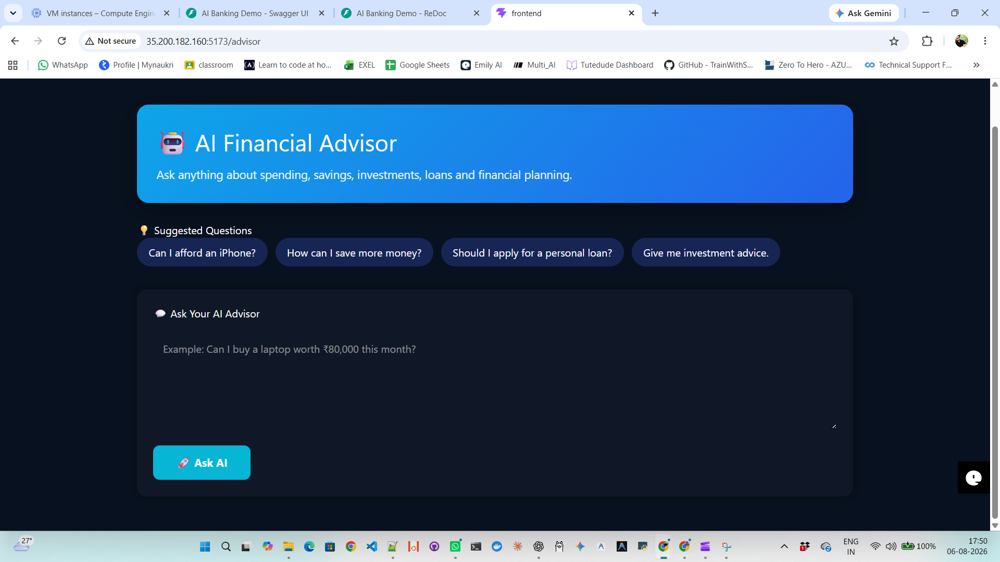 VM instances – Compute Engin
AI Banking Demo - Swagger UI
AI Banking Demo - ReDoc
frontend
Ask Gemini
Not secure
35.200.182.160:5173/advisor
WhatsApp
Profile | Mynaukri
classroom
Learn to code at ho...
EXEL
Google Sheets
Emily AI
Multi_AI
Tutedude Dashboard
GitHub - TrainWithS...
Zero To Hero - AZU...
Technical Support F...
AI Financial Advisor
Ask anything about spending, savings, investments, loans and financial planning.
Suggested Questions
Can I afford an iPhone?
How can I save more money?
Should I apply for a personal loan?
Give me investment advice.
Ask Your AI Advisor
Example: Can I buy a laptop worth ₹80,000 this month?
Ask AI
27°
ENG
IN
100%
17:50
06-08-2026